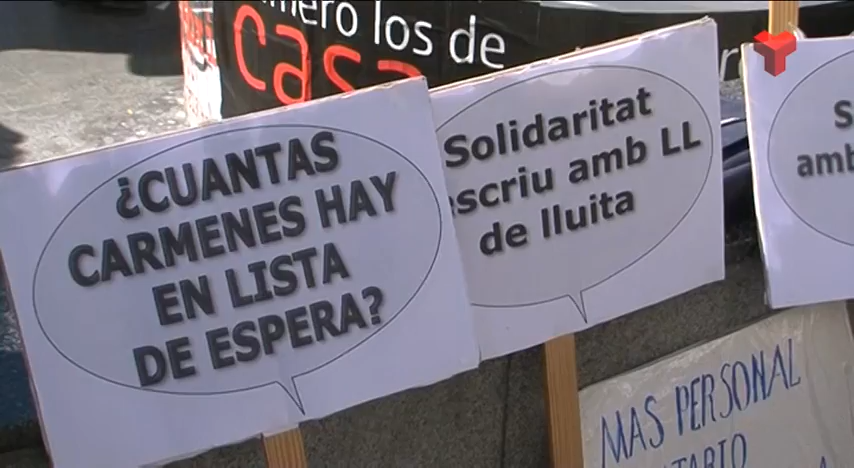 los de
casa
¿CUANTAS
CARMENES HAY
EN LISTA
DE ESPERA?
Solidaritat
escriu amb LL
de lluita
amb
MAS PERSONAL